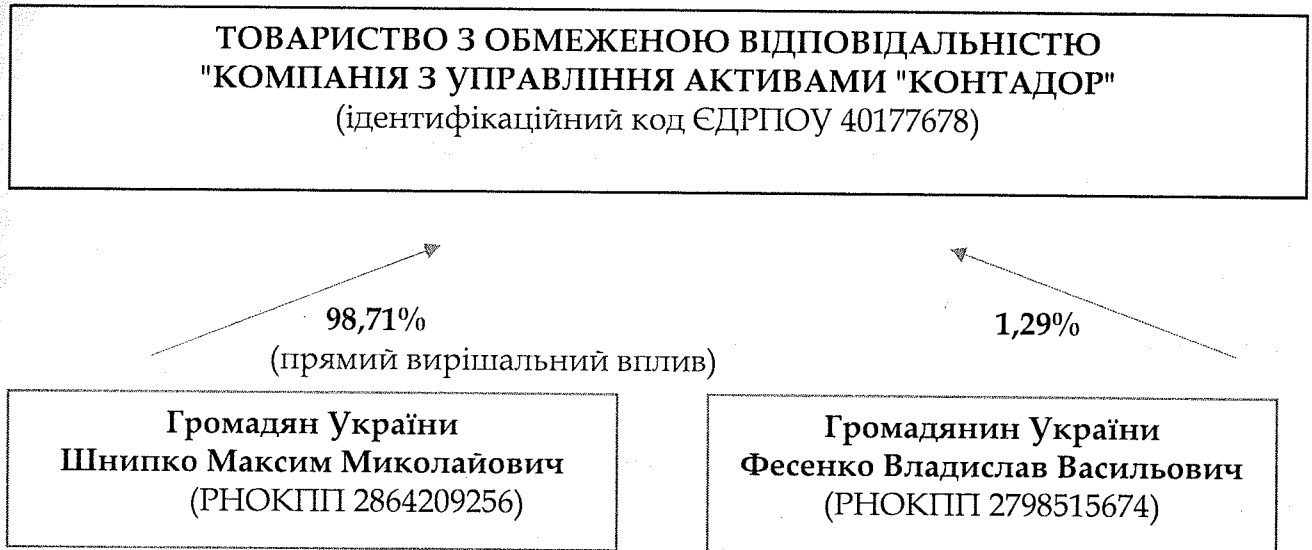 ТОВАРИСТВО З ОБМЕЖЕНОЮ ВІДПОВІДАЛЬНІСТЮ
"КОМПАНІЯ З УПРАВЛІННЯ АКТИВАМИ "КОНТАДОР"
(ідентифікаційний код ЄДРПОУ 40177678)
98,71%
(прямий вирішальний вплив)
1,29%
Громадян України
Шнипко Максим Миколайович
(РНОКПП 2864209256)
Громадянин України
Фесенко Владислав Васильович
(РНОКПП 2798515674)